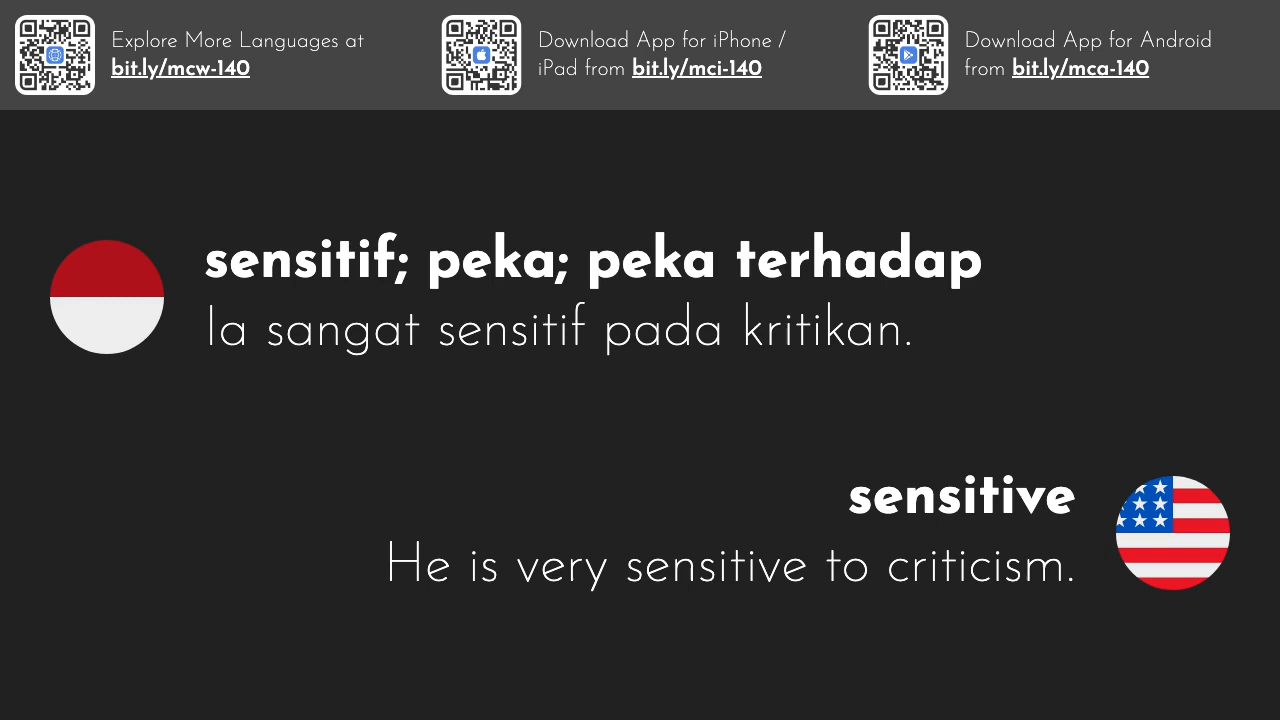 Explore More Languages at
bit.ly/mcw-140
Download App for iPhone /
iPad from bit.ly/mci-140
Download App for Android
from bit.ly/mca-140
sensitif; peka; peka terhadap
Ia sangat sensitif pada kritikan.
sensitive
He is very sensitive to criticism.